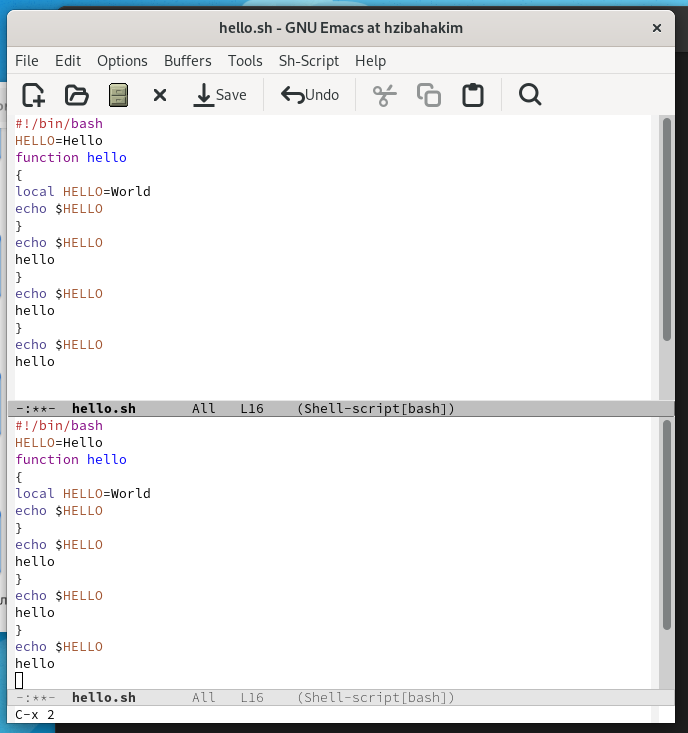 hello.sh - GNU Emacs at hzibahakim
File Edit Options Buffers Tools Sh-Script Help
Save Undo
#!/bin/bash
HELLO=Hello
function hello
{
local HELLO=World
echo $HELLO
}
echo $HELLO
hello
}
echo $HELLO
hello
}
echo $HELLO
hello
-:**- hello.sh All L16 (Shell-script[bash])
#!/bin/bash
HELLO=Hello
function hello
{
local HELLO=World
echo $HELLO
}
echo $HELLO
hello
}
echo $HELLO
hello
}
echo $HELLO
hello
-:**- hello.sh All L16 (Shell-script[bash])
C-x 2